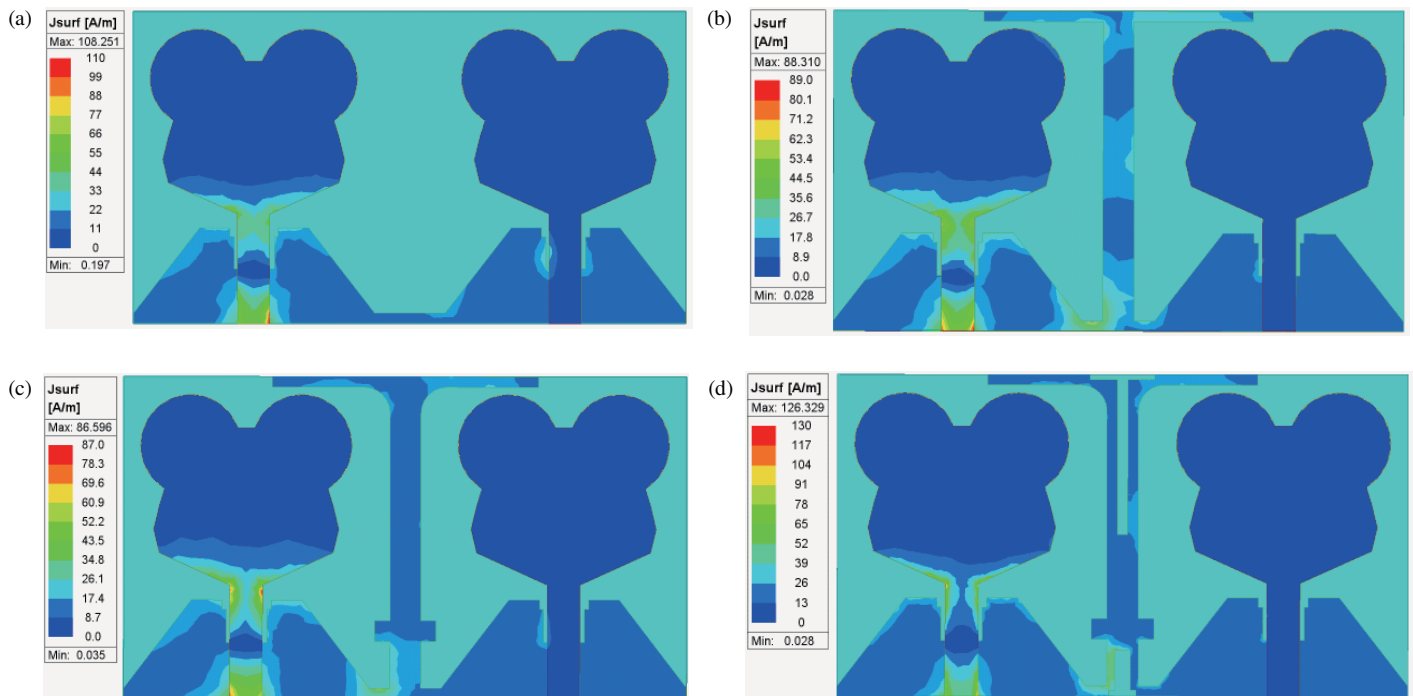 (a)
Jsurf [A/m]
Max: 108.251
110
99
88
77
66
55
44
33
22
11
0
Min: 0.197
(b)
Jsurf
[A/m]
Max: 88.310
89.0
80.1
71.2
62.3
53.4
44.5
35.6
26.7
17.8
8.9
0.0
Min: 0.028
(c)
Jsurf
[A/m]
Max: 86.596
87.0
78.3
69.6
60.9
52.2
43.5
34.8
26.1
17.4
8.7
0.0
Min: 0.035
(d)
Jsurf [A/m]
Max: 126.329
130
117
104
91
78
65
52
39
26
13
0
Min: 0.028